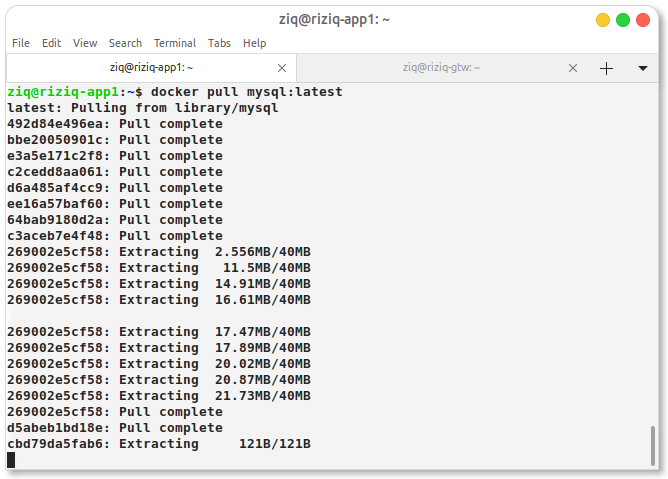 ziq@riziq-app1: ~
File Edit View Search Terminal Tabs Help
ziq@riziq-app1: ~ ziq@riziq-gtw: ~
ziq@riziq-app1:~$ docker pull mysql:latest
latest: Pulling from library/mysql
492d84e496ea: Pull complete
bbe20050901c: Pull complete
e3a5e171c2f8: Pull complete
c2cedd8aa061: Pull complete
d6a485af4cc9: Pull complete
ee16a57baf60: Pull complete
64bab9180d2a: Pull complete
c3aceb7e4f48: Pull complete
269002e5cf58: Extracting  2.556MB/40MB
269002e5cf58: Extracting   11.5MB/40MB
269002e5cf58: Extracting  14.91MB/40MB
269002e5cf58: Extracting  16.61MB/40MB
269002e5cf58: Extracting  17.47MB/40MB
269002e5cf58: Extracting  17.89MB/40MB
269002e5cf58: Extracting  20.02MB/40MB
269002e5cf58: Extracting  20.87MB/40MB
269002e5cf58: Extracting  21.73MB/40MB
269002e5cf58: Pull complete
d5abeb1bd18e: Pull complete
cbd79da5fab6: Extracting     121B/121B